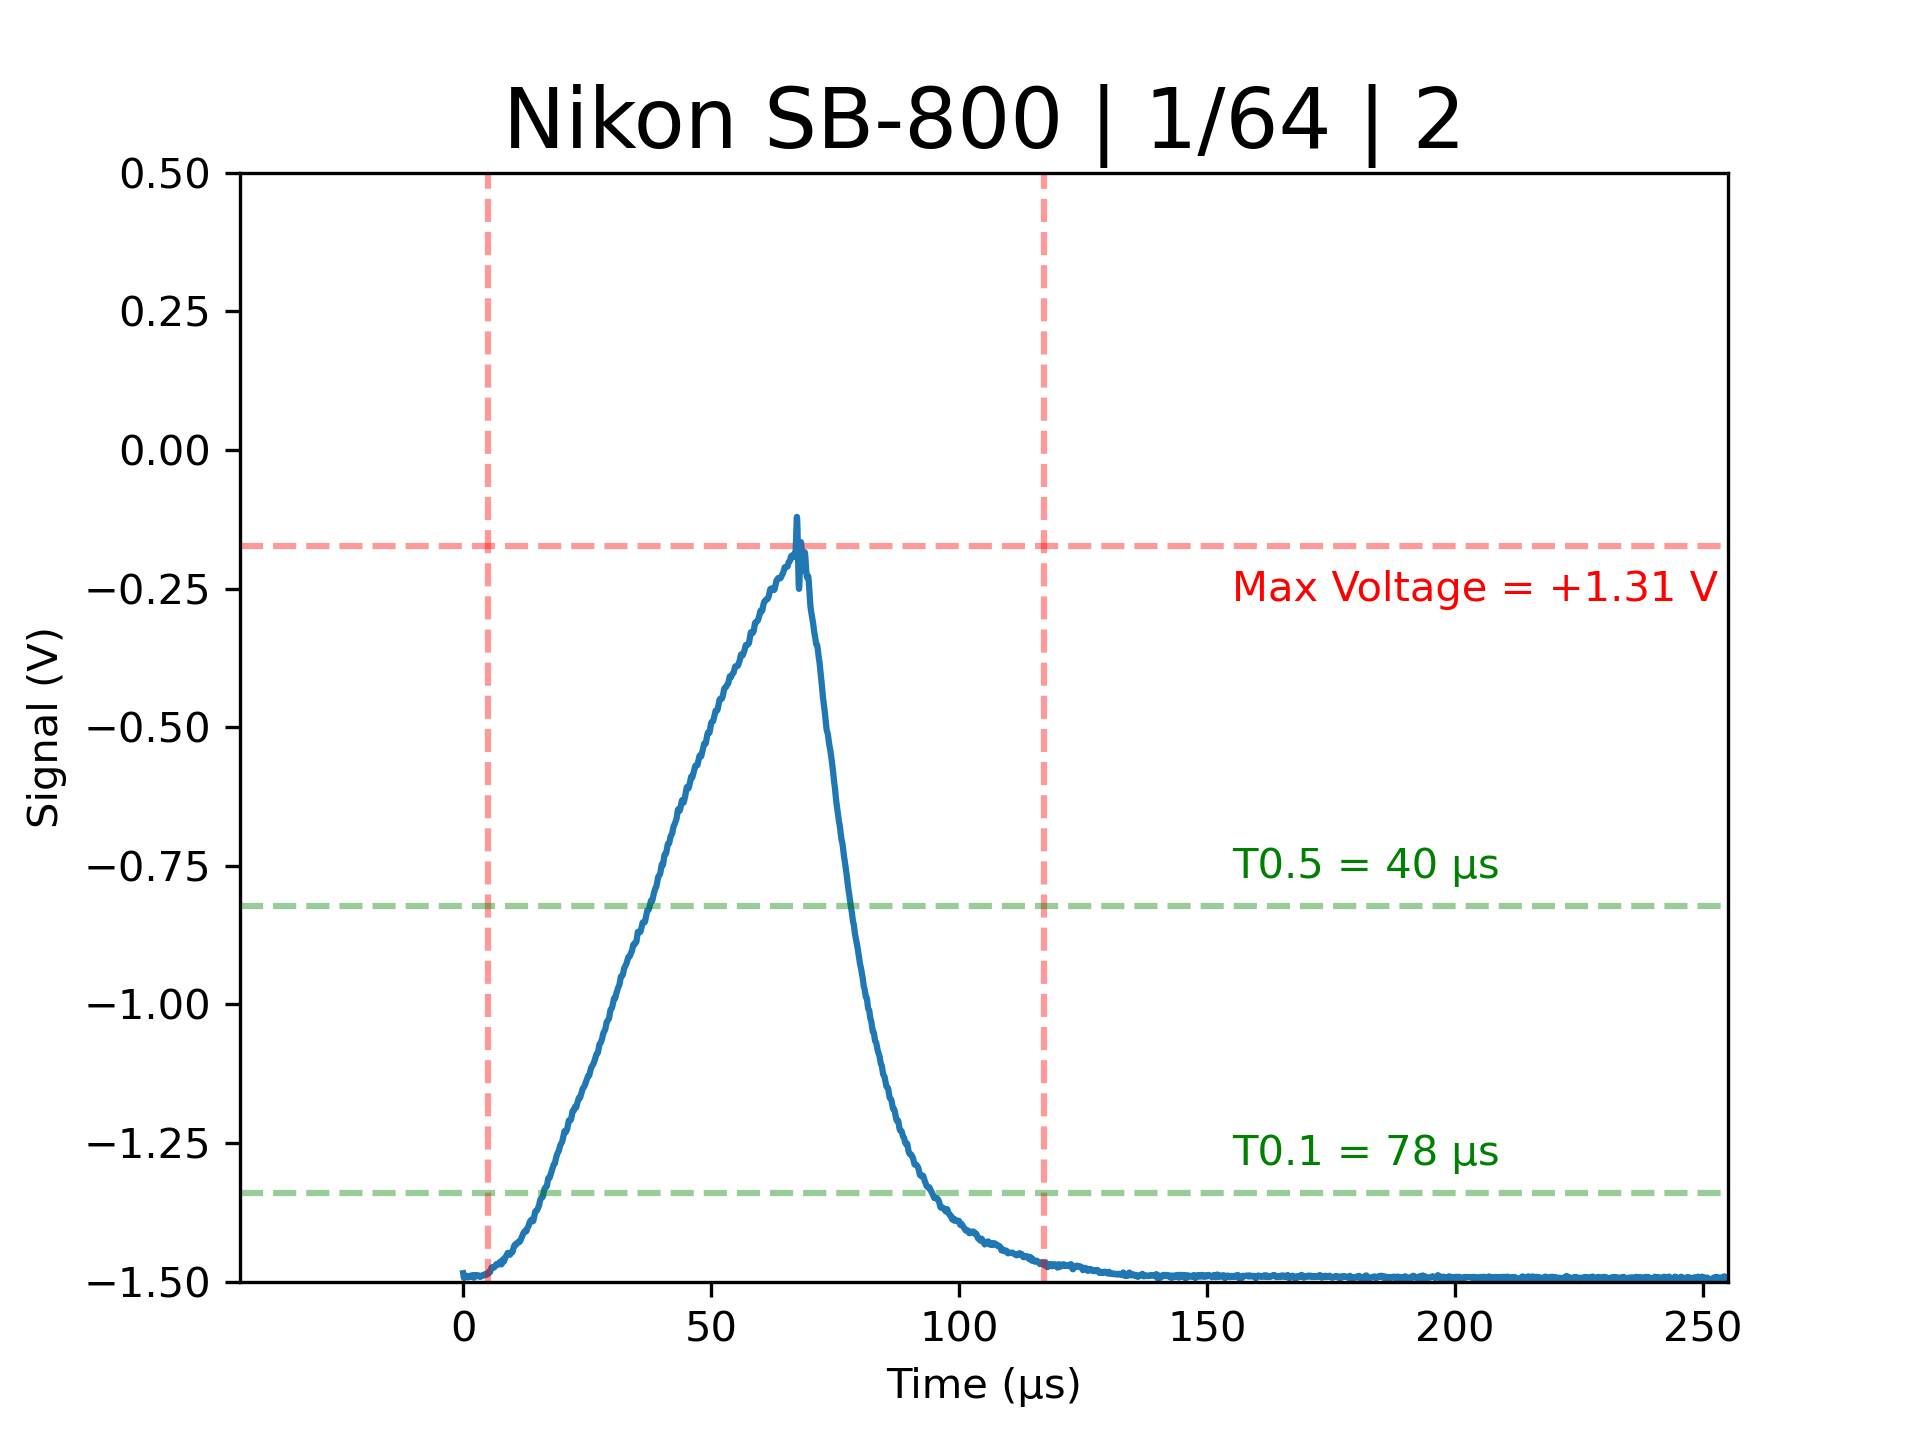 Nikon SB-800 | 1/64 | 2
0.50
0.25
0.00
−0.25
−0.50
−0.75
−1.00
−1.25
−1.50
Signal (V)
Max Voltage = +1.31 V
T0.5 = 40 µs
T0.1 = 78 µs
0 50 100 150 200 250
Time (µs)